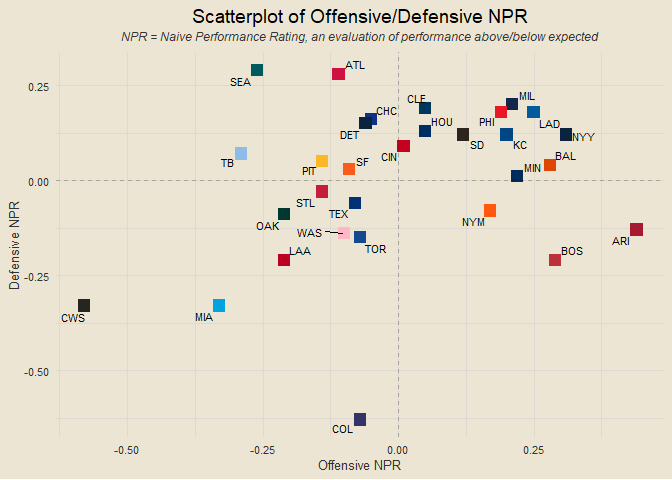 Scatterplot of Offensive/Defensive NPR
NPR = Naive Performance Rating, an evaluation of performance above/below expected
ATL
SEA
0.25
CLE
MIL
CHC
PHI
LAD
HOU
DET
SD
KC
NYY
CIN
TB
SF
BAL
PIT
MIN
0.00
STL
TEX
NYM
OAK
WAS
ARI
TOR
LAA
BOS
Defensive NPR
-0.25
CWS
MIA
-0.50
COL
-0.50
-0.25
0.00
0.25
Offensive NPR